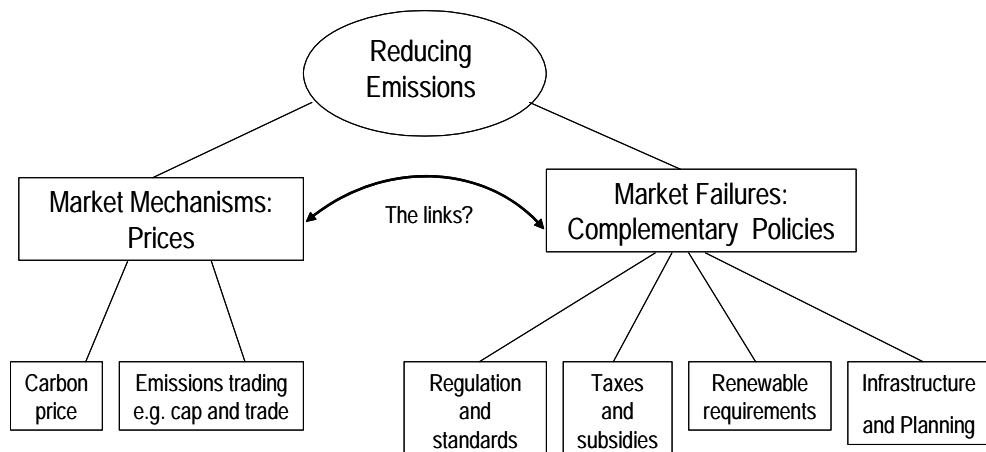 Reducing
Emissions
Market Mechanisms:
Prices
The links?
Market Failures:
Complementary Policies
Carbon
price
Emissions trading
e.g. cap and trade
Regulation
and
standards
Taxes
and
subsidies
Renewable
requirements
Infrastructure
and Planning